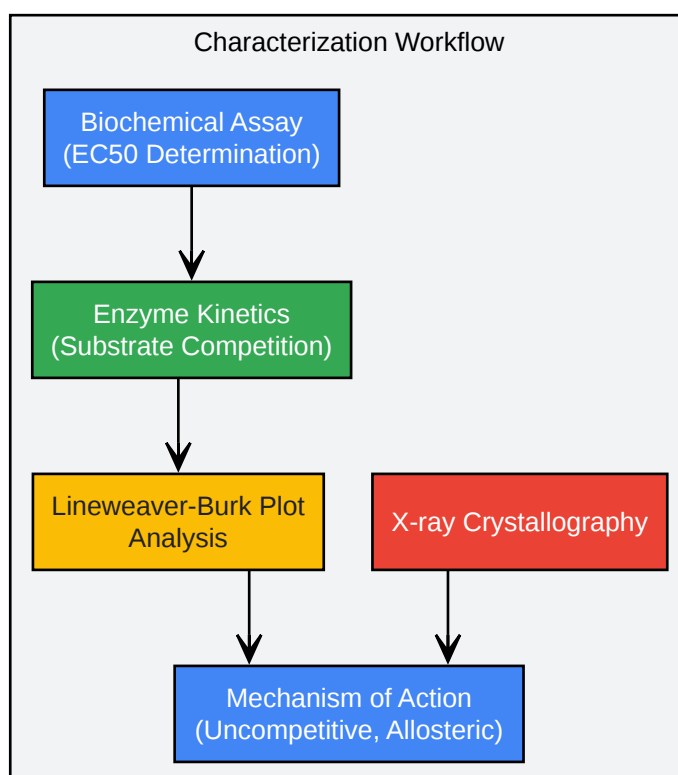 Characterization Workflow
Biochemical Assay
(EC50 Determination)
Enzyme Kinetics
(Substrate Competition)
Lineweaver-Burk Plot
Analysis
X-ray Crystallography
Mechanism of Action
(Uncompetitive, Allosteric)